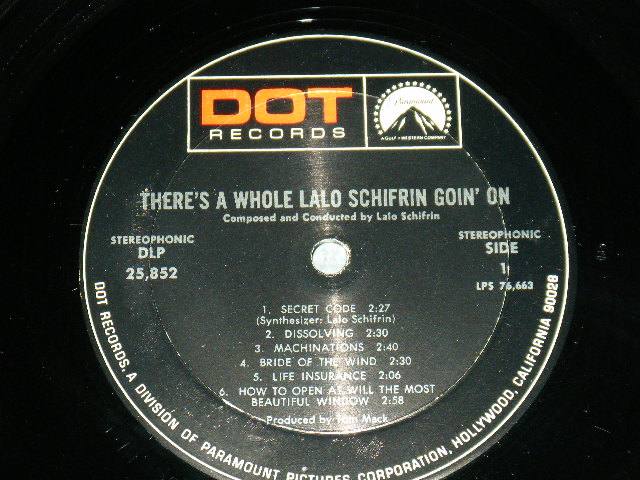 DOT
RECORDS
Paramount
A GULF + WESTERN COMPANY
THERE'S A WHOLE LALO SCHIFRIN GOIN' ON
Composed and Conducted by Lalo Schifrin
STEREOPHONIC
DLP
25,852
STEREOPHONIC
SIDE
1
LPS 76,663
1. SECRET CODE 2:27
(Synthesizer: Lalo Schifrin)
2. DISSOLVING 2:30
3. MACHINATIONS 2:40
4. BRIDE OF THE WIND 2:30
5. LIFE INSURANCE 2:06
6. HOW TO OPEN AT WILL THE MOST
BEAUTIFUL WINDOW 2:58
Produced by Tom Mack
DOT RECORDS, A DIVISION OF PARAMOUNT PICTURES CORPORATION, HOLLYWOOD, CALIFORNIA 90028